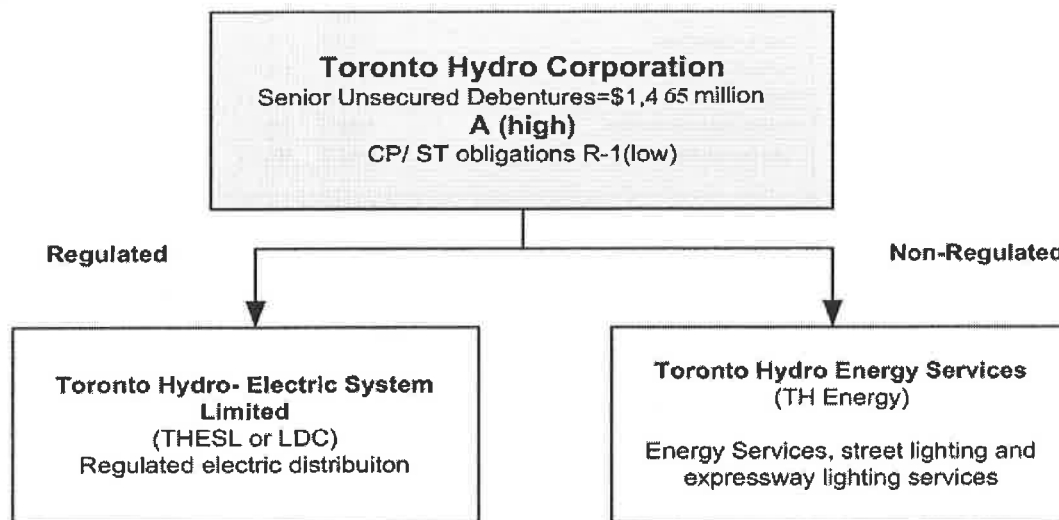 Toronto Hydro Corporation
Senior Unsecured Debentures=$1,465 million
A (high)
CP/ ST obligations R-1(low)
Regulated
Non-Regulated
Toronto Hydro- Electric System
Limited
(THESL or LDC)
Regulated electric distribuiton
Toronto Hydro Energy Services
(TH Energy)
Energy Services, street lighting and
expressway lighting services